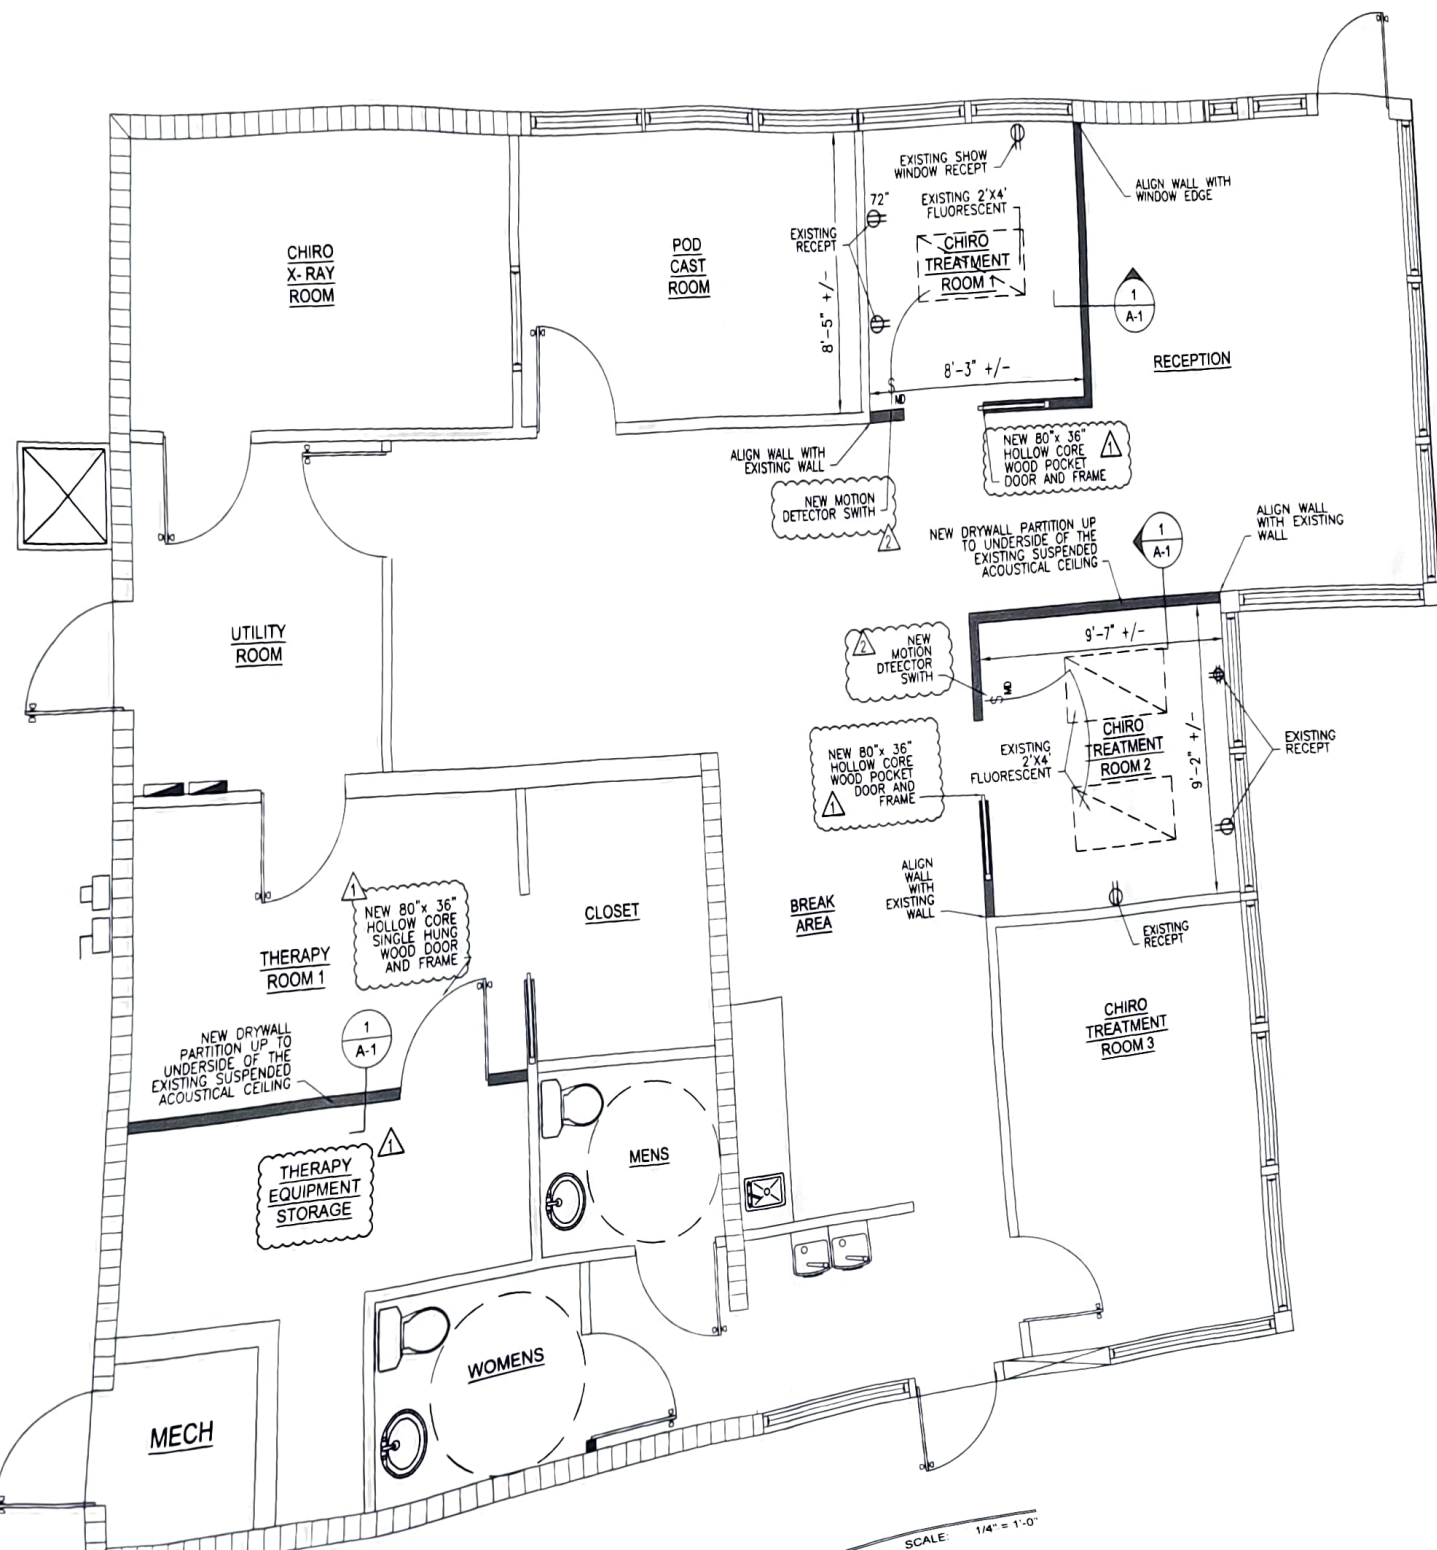 EXISTING SHOW
WINDOW RECEPT
ALIGN WALL WITH
WINDOW EDGE
72"
EXISTING 2'X4'
FLUORESCENT
EXISTING
RECEPT
CHIRO
X-RAY
ROOM
POD
CAST
ROOM
CHIRO
TREATMENT
ROOM 1
8'-5" +/-
1
A-1
RECEPTION
8'-3" +/-
$
MD
ALIGN WALL WITH
EXISTING WALL
NEW 80"x 36"
HOLLOW CORE
WOOD POCKET
DOOR AND FRAME
1
NEW MOTION
DETECTOR SWITH
2
NEW DRYWALL PARTITION UP
TO UNDERSIDE OF THE
EXISTING SUSPENDED
ACOUSTICAL CEILING
1
A-1
ALIGN WALL
WITH EXISTING
WALL
UTILITY
ROOM
2
NEW
MOTION
DTEECTOR
SWITH
9'-7" +/-
$
MD
CHIRO
TREATMENT
ROOM 2
9'-2" +/-
EXISTING
2'X4'
FLUORESCENT
EXISTING
RECEPT
NEW 80"x 36"
HOLLOW CORE
WOOD POCKET
DOOR AND
FRAME
1
ALIGN
WALL
WITH
EXISTING
WALL
EXISTING
RECEPT
BREAK
AREA
CLOSET
1
NEW 80"x 36"
HOLLOW CORE
SINGLE HUNG
WOOD DOOR
AND FRAME
THERAPY
ROOM 1
CHIRO
TREATMENT
ROOM 3
NEW DRYWALL
PARTITION UP TO
UNDERSIDE OF THE
EXISTING SUSPENDED
ACOUSTICAL CEILING
1
A-1
1
THERAPY
EQUIPMENT
STORAGE
MENS
WOMENS
MECH
SCALE: 1/4" = 1'-0"